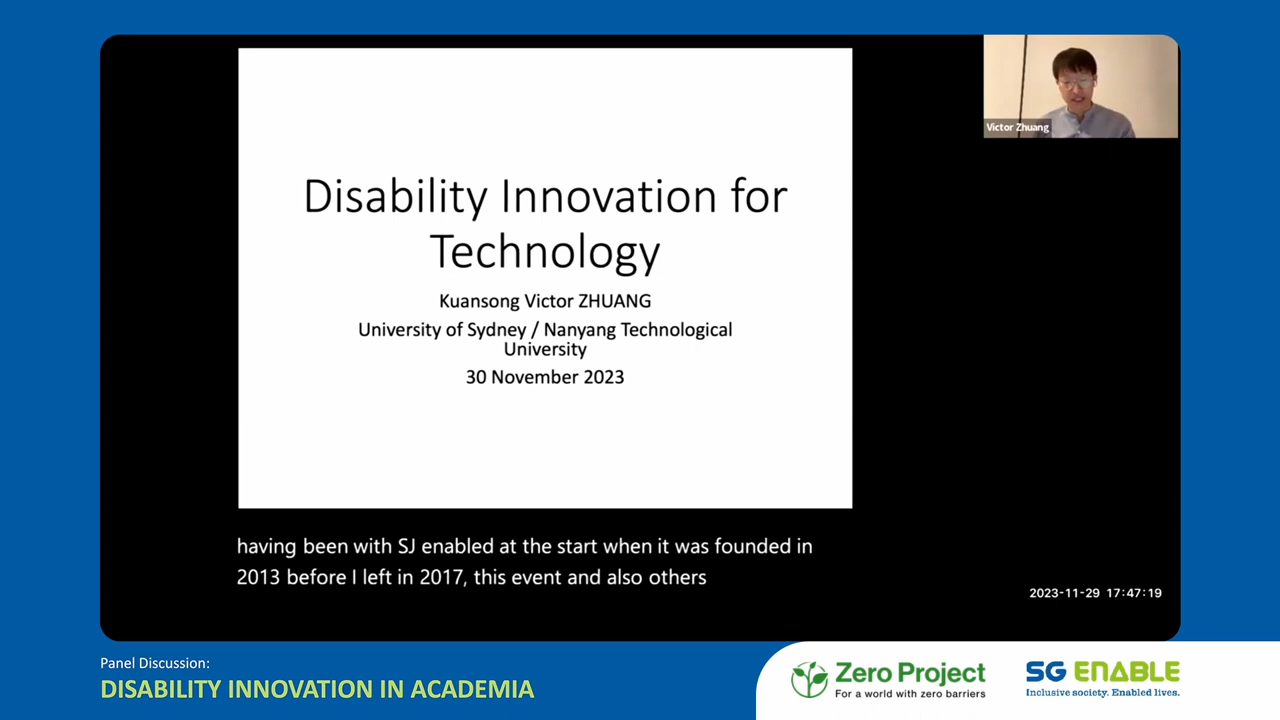 Disability Innovation for
Technology
Kuansong Victor ZHUANG
University of Sydney / Nanyang Technological
University
30 November 2023
Victor Zhuang
having been with SJ enabled at the start when it was founded in
2013 before I left in 2017, this event and also others
2023-11-29 17:47:19
Panel Discussion:
DISABILITY INNOVATION IN ACADEMIA
Zero Project
For a world with zero barriers
SG ENABLE
Inclusive society. Enabled lives.